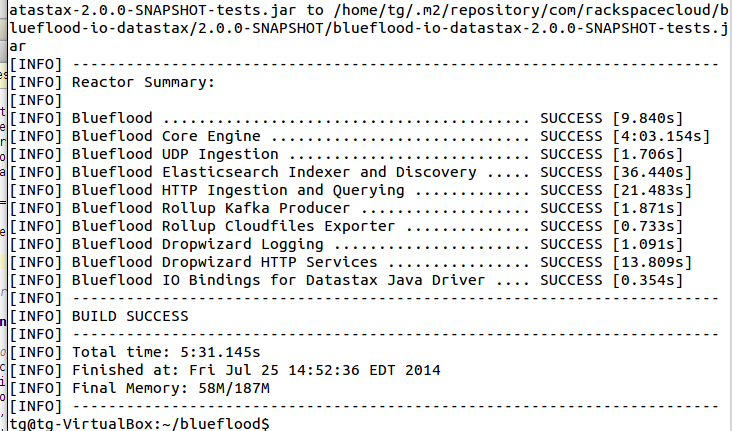 atastax-2.0.0-SNAPSHOT-tests.jar to /home/tg/.m2/repository/com/rackspacecloud/b
lueflood-io-datastax/2.0.0-SNAPSHOT/blueflood-io-datastax-2.0.0-SNAPSHOT-tests.j
ar
[INFO] ------------------------------------------------------------------------
[INFO] Reactor Summary:
[INFO]
[INFO] Blueflood ......................................... SUCCESS [9.840s]
[INFO] Blueflood Core Engine ............................. SUCCESS [4:03.154s]
[INFO] Blueflood UDP Ingestion ........................... SUCCESS [1.706s]
[INFO] Blueflood Elasticsearch Indexer and Discovery ..... SUCCESS [36.440s]
[INFO] Blueflood HTTP Ingestion and Querying ............. SUCCESS [21.483s]
[INFO] Blueflood Rollup Kafka Producer ................... SUCCESS [1.871s]
[INFO] Blueflood Rollup Cloudfiles Exporter .............. SUCCESS [0.733s]
[INFO] Blueflood Dropwizard Logging ...................... SUCCESS [1.091s]
[INFO] Blueflood Dropwizard HTTP Services ................ SUCCESS [13.809s]
[INFO] Blueflood IO Bindings for Datastax Java Driver .... SUCCESS [0.354s]
[INFO] ------------------------------------------------------------------------
[INFO] BUILD SUCCESS
[INFO] ------------------------------------------------------------------------
[INFO] Total time: 5:31.145s
[INFO] Finished at: Fri Jul 25 14:52:36 EDT 2014
[INFO] Final Memory: 58M/187M
[INFO] ------------------------------------------------------------------------
tg@tg-VirtualBox:~/blueflood$